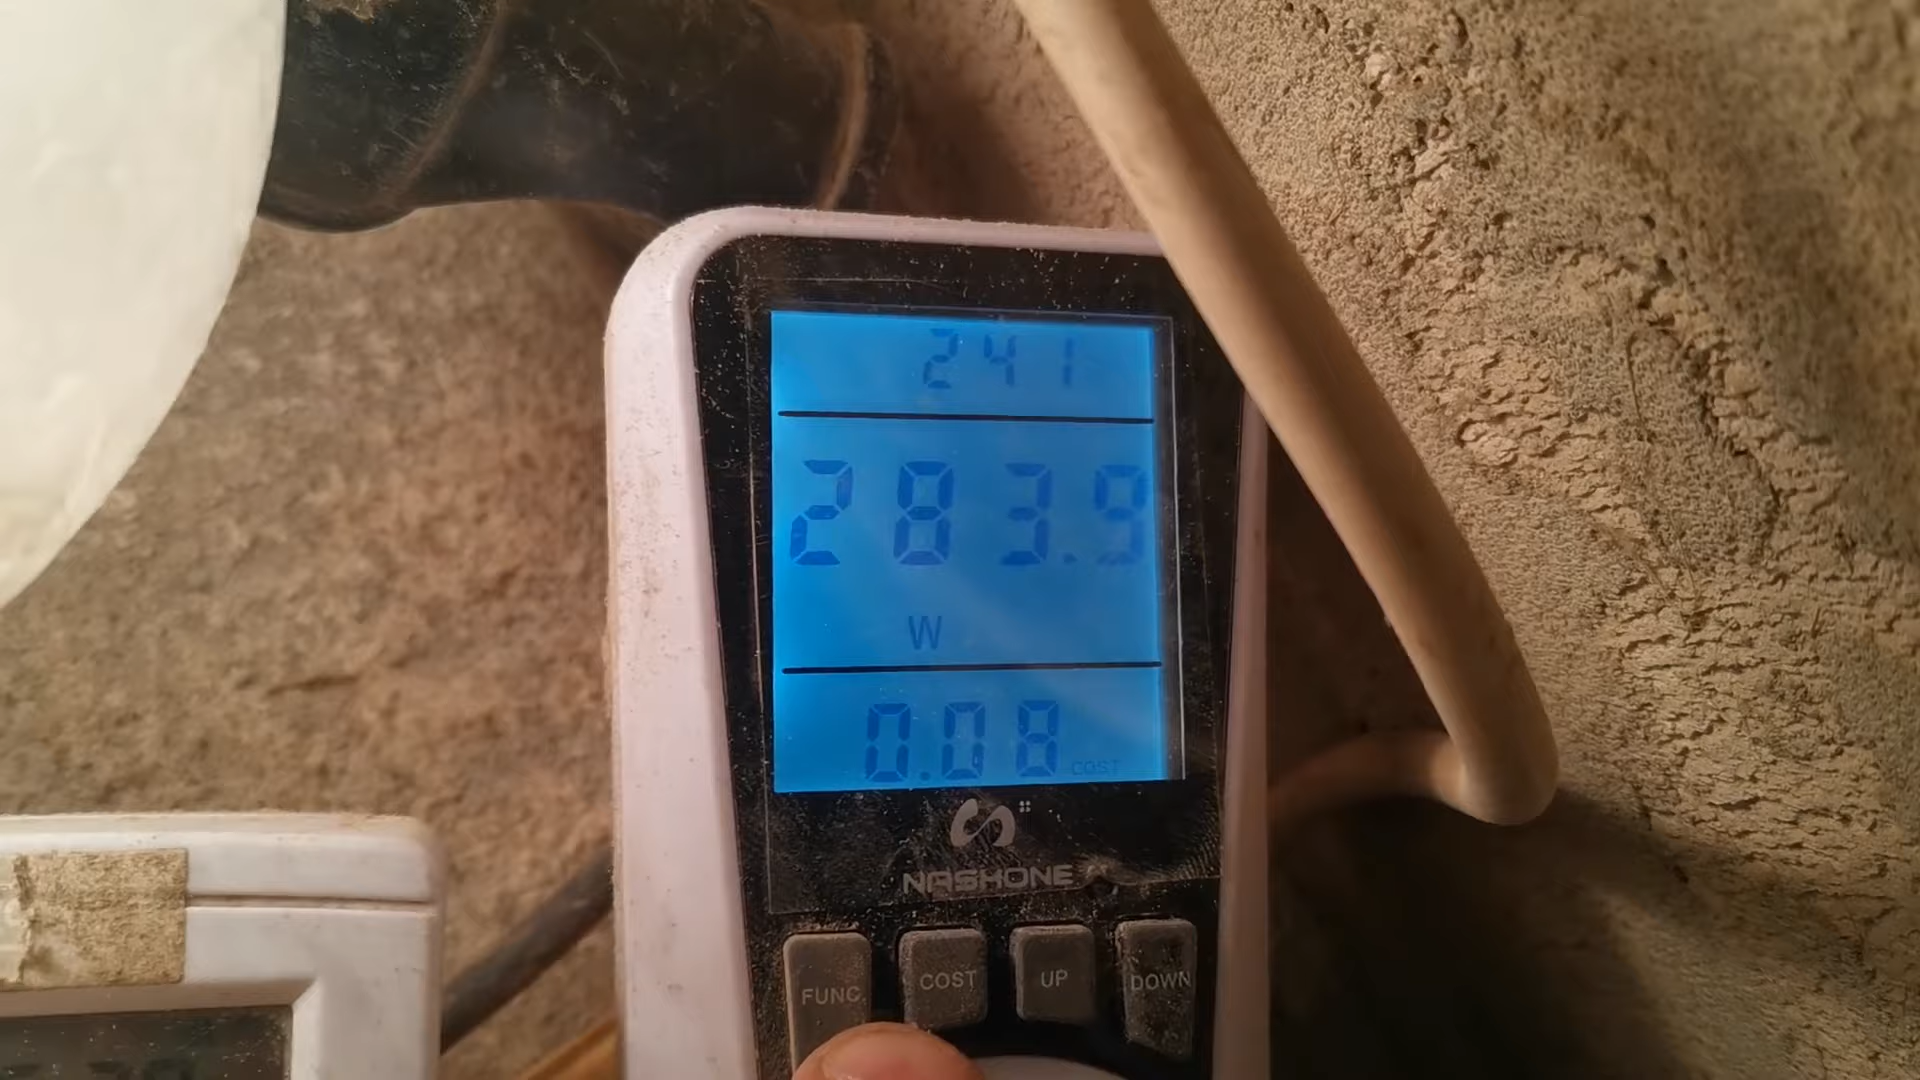 241
283.9
W
0.08 COST
NASHONE
FUNC. COST UP DOWN